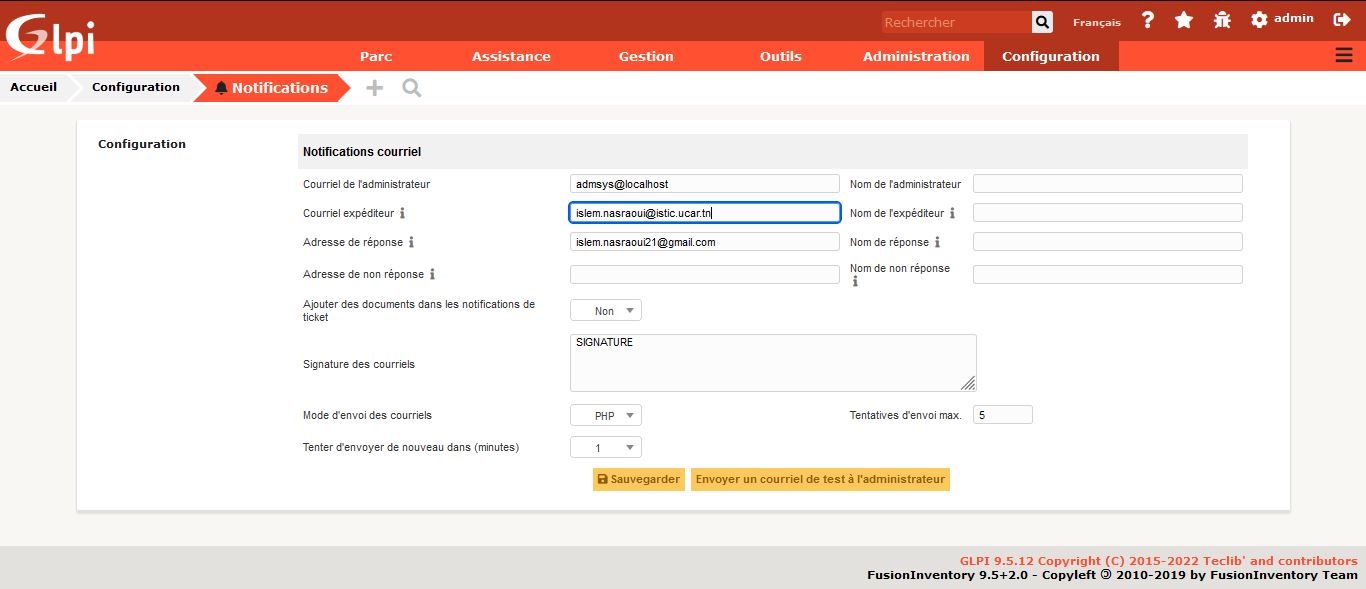 Glpi
Rechercher
Français
admin
Parc Assistance Gestion Outils Administration Configuration
Accueil Configuration Notifications
Configuration
Notifications courriel
Courriel de l'administrateur admsys@localhost Nom de l'administrateur
Courriel expéditeur islem.nasraoui@istic.ucar.tn Nom de l'expéditeur
Adresse de réponse islem.nasraoui21@gmail.com Nom de réponse
Adresse de non réponse Nom de non réponse
Ajouter des documents dans les notifications de
ticket
Non
Signature des courriels SIGNATURE
Mode d'envoi des courriels PHP Tentatives d'envoi max. 5
Tenter d'envoyer de nouveau dans (minutes) 1
Sauvegarder Envoyer un courriel de test à l'administrateur
GLPI 9.5.12 Copyright (C) 2015-2022 Teclib' and contributors
FusionInventory 9.5+2.0 - Copyleft 🄯 2010-2019 by FusionInventory Team